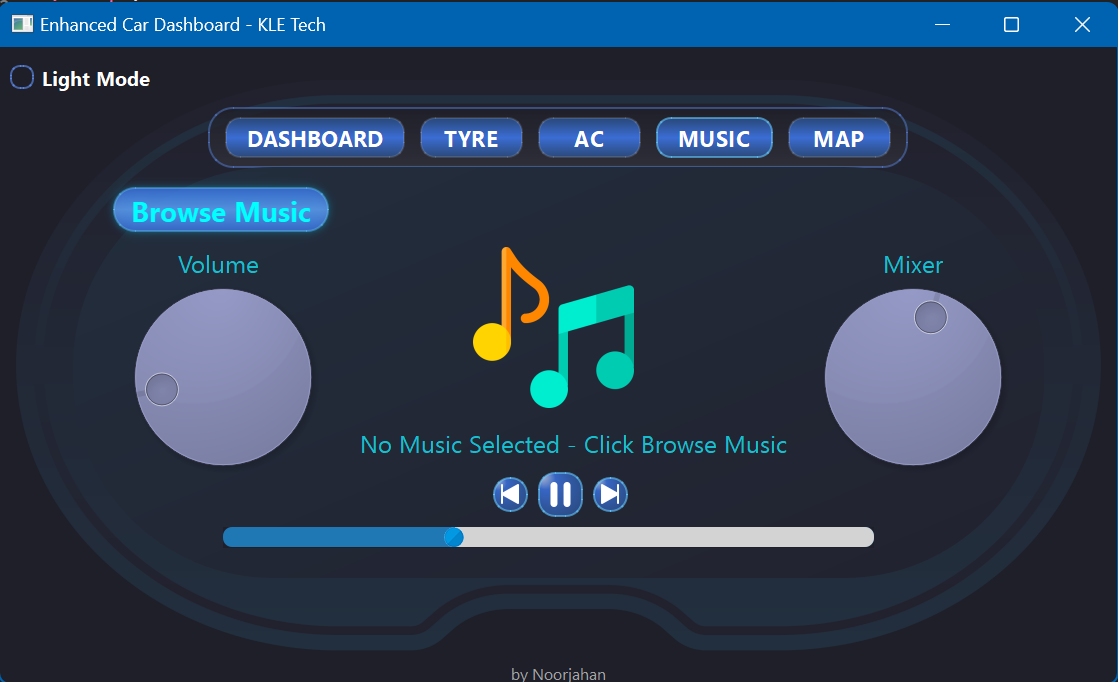 Enhanced Car Dashboard - KLE Tech
Light Mode
DASHBOARD TYRE AC MUSIC MAP
Browse Music
Volume Mixer
No Music Selected - Click Browse Music
by Noorjahan